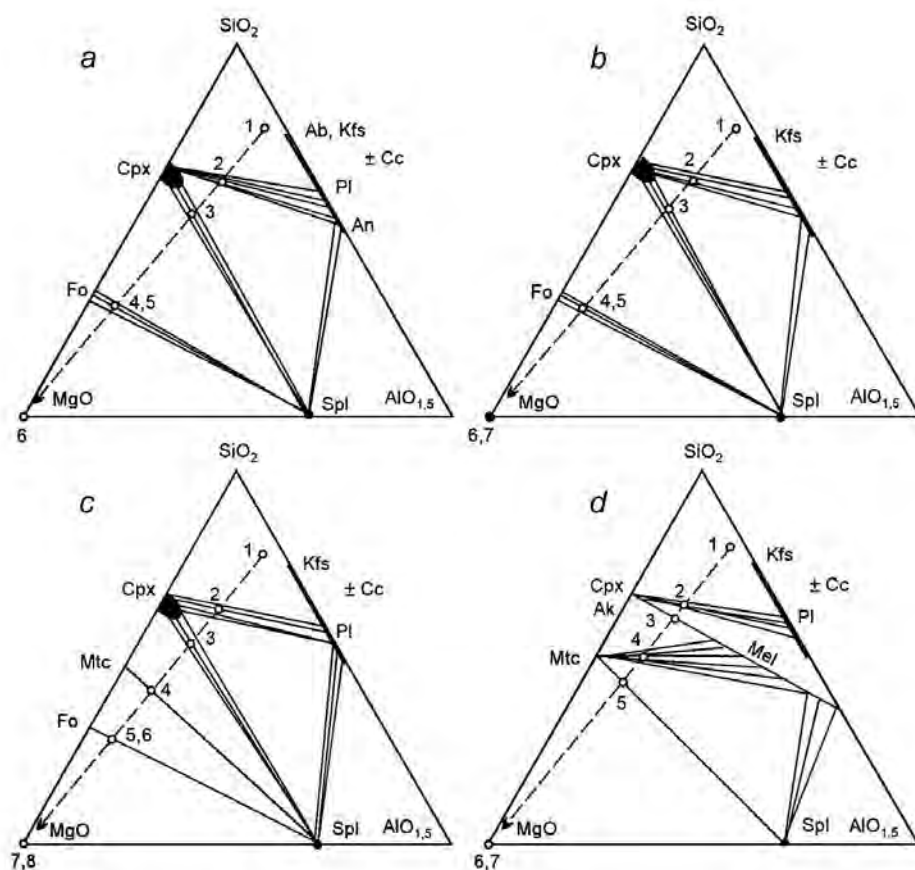 a
SiO2
1
Ab, Kfs
± Cc
Cpx
2
Pl
3
An
Fo
4,5
MgO
Spl
AlO1,5
6
b
SiO2
1
Kfs
± Cc
Cpx
2
3
Fo
4,5
MgO
Spl
AlO1,5
6,7
c
SiO2
1
Kfs
± Cc
Cpx
2
Pl
3
Mtc
4
Fo
5,6
MgO
Spl
AlO1,5
7,8
d
SiO2
1
Kfs
± Cc
Cpx
2
Ak
3
Pl
4
Mel
Mtc
5
MgO
Spl
AlO1,5
6,7